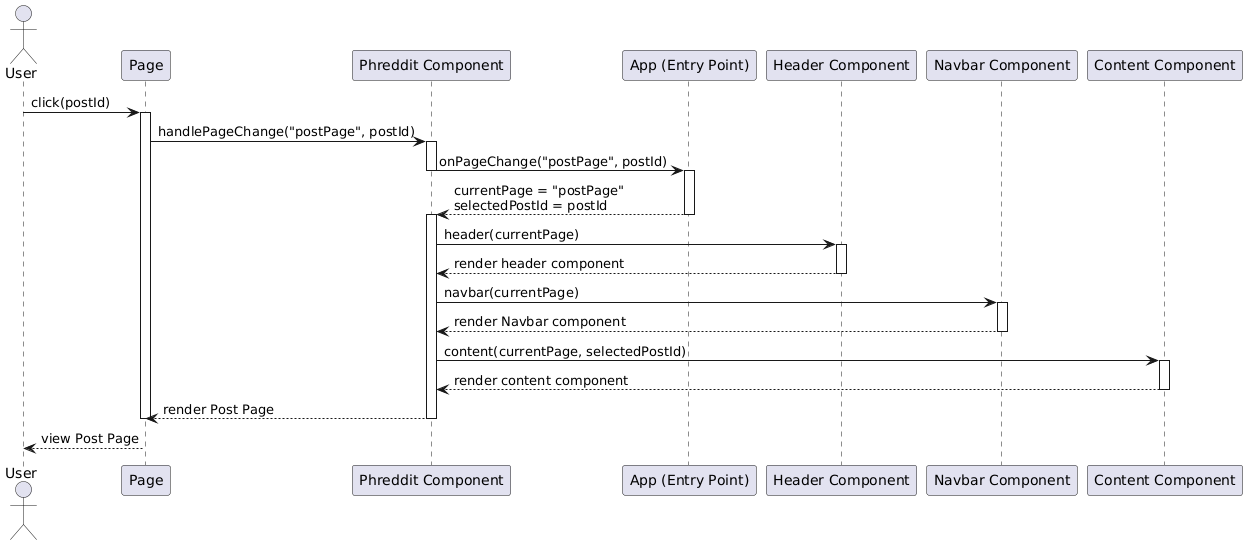 User
Page
Phreddit Component
App (Entry Point)
Header Component
Navbar Component
Content Component
click(postId)
handlePageChange("postPage", postId)
onPageChange("postPage", postId)
currentPage = "postPage"
selectedPostId = postId
header(currentPage)
render header component
navbar(currentPage)
render Navbar component
content(currentPage, selectedPostId)
render content component
render Post Page
view Post Page
User
Page
Phreddit Component
App (Entry Point)
Header Component
Navbar Component
Content Component